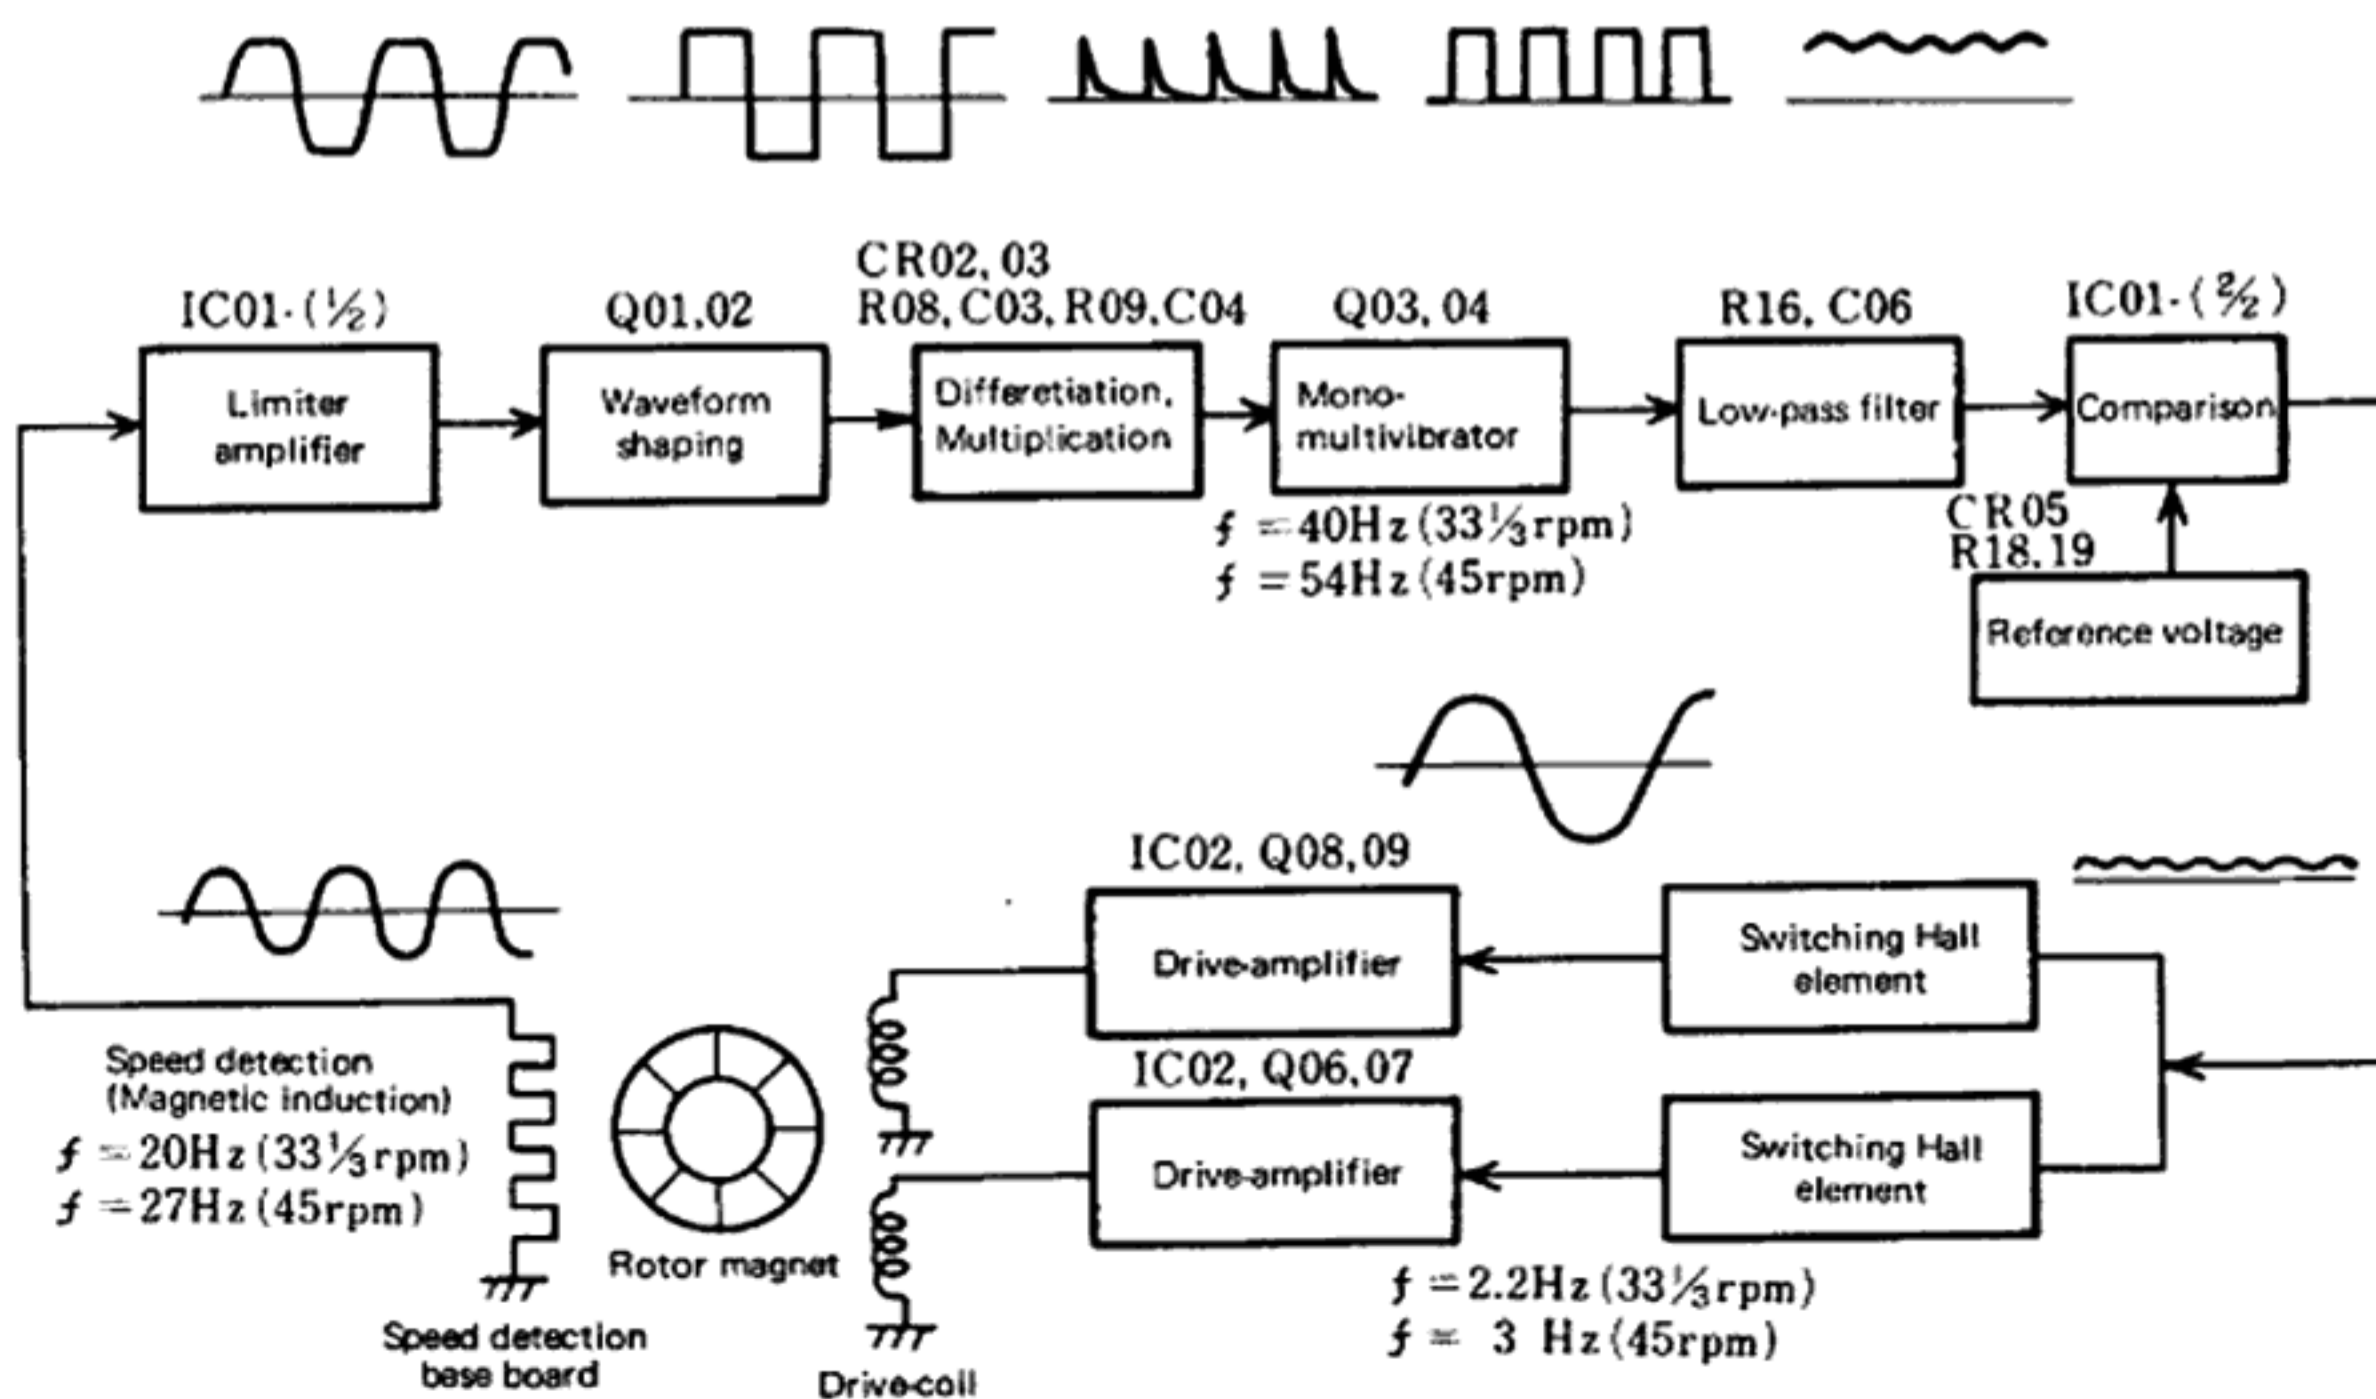 CR02, 03
IC01·(½)
Q01,02
R08, C03, R09, C04
Q03, 04
R16, C06
IC01·(2/2)
Limiter
amplifier
Waveform
shaping
Differetiation,
Multiplication
Mono-
multivibrator
Low-pass filter
Comparison
f = 40Hz (33⅓rpm)
f = 54Hz (45rpm)
CR05
R18,19
Reference voltage
IC02, Q08,09
Drive-amplifier
Switching Hall
element
IC02, Q06,07
Drive-amplifier
Switching Hall
element
Speed detection
(Magnetic induction)
f = 20Hz (33⅓rpm)
f = 27Hz (45rpm)
Rotor magnet
f = 2.2Hz (33⅓rpm)
f = 3 Hz (45rpm)
Speed detection
base board
Drive-coil